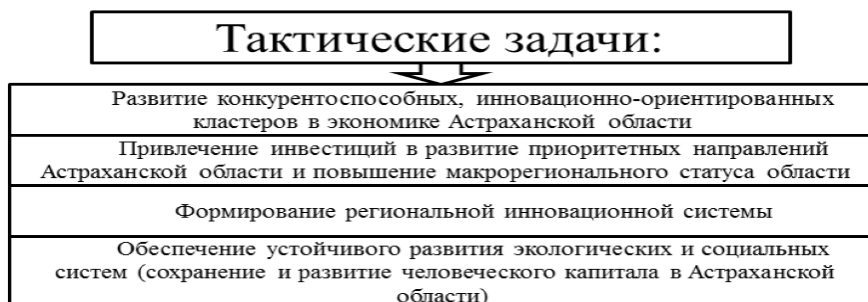 Тактические задачи:
Развитие конкурентоспособных, инновационно-ориентированных
кластеров в экономике Астраханской области
Привлечение инвестиций в развитие приоритетных направлений
Астраханской области и повышение макрорегионального статуса области
Формирование региональной инновационной системы
Обеспечение устойчивого развития экологических и социальных
систем (сохранение и развитие человеческого капитала в Астраханской
области)